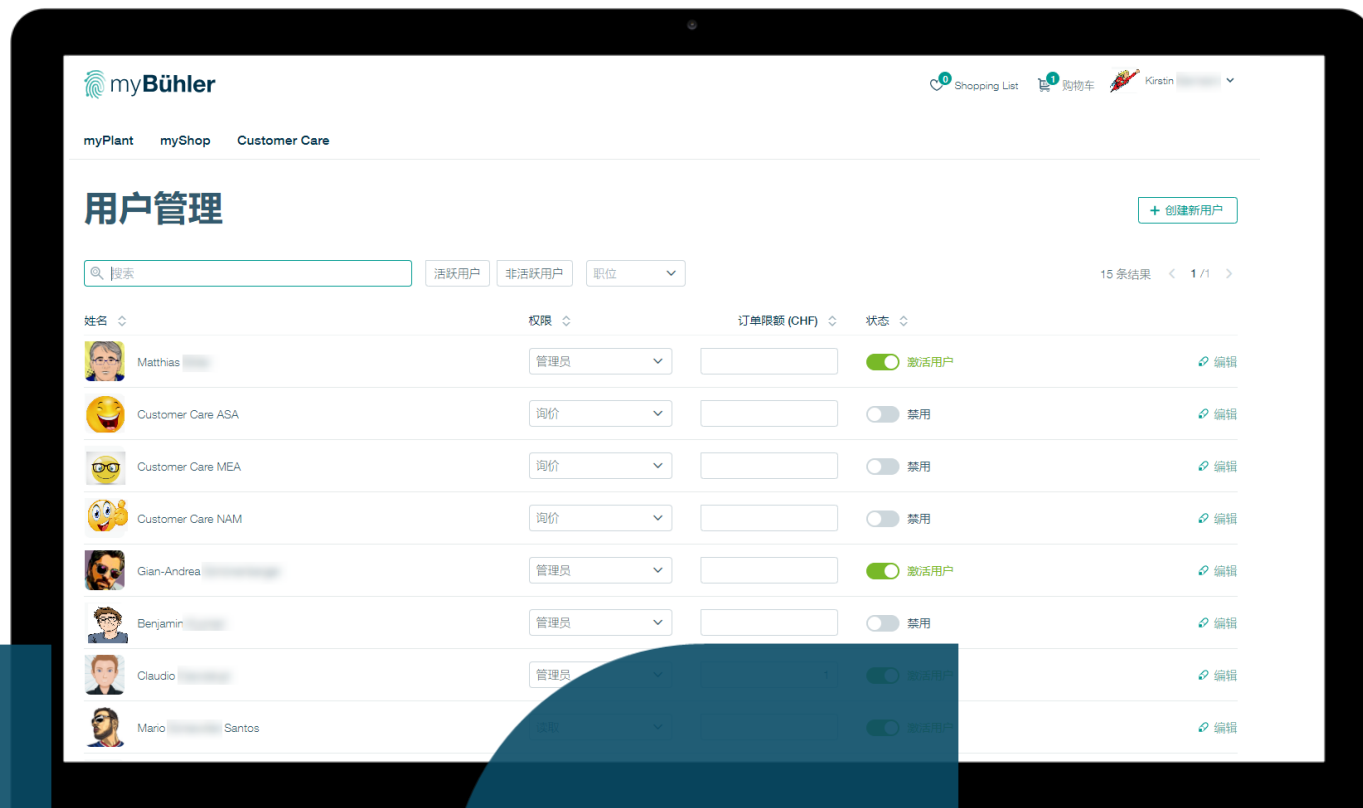 myBühler
0 Shopping List 1 购物车 Kirstin
myPlant myShop Customer Care
用户管理
+ 创建新用户
搜索 活跃用户 非活跃用户 职位 15 条结果 1 /1
姓名 权限 订单限额 (CHF) 状态
Matthias 管理员 激活用户 编辑
Customer Care ASA 询价 禁用 编辑
Customer Care MEA 询价 禁用 编辑
Customer Care NAM 询价 禁用 编辑
Gian-Andrea 管理员 激活用户 编辑
Benjamin 管理员 禁用 编辑
Claudio 管理员 激活用户 编辑
Mario Santos 激活用户 编辑